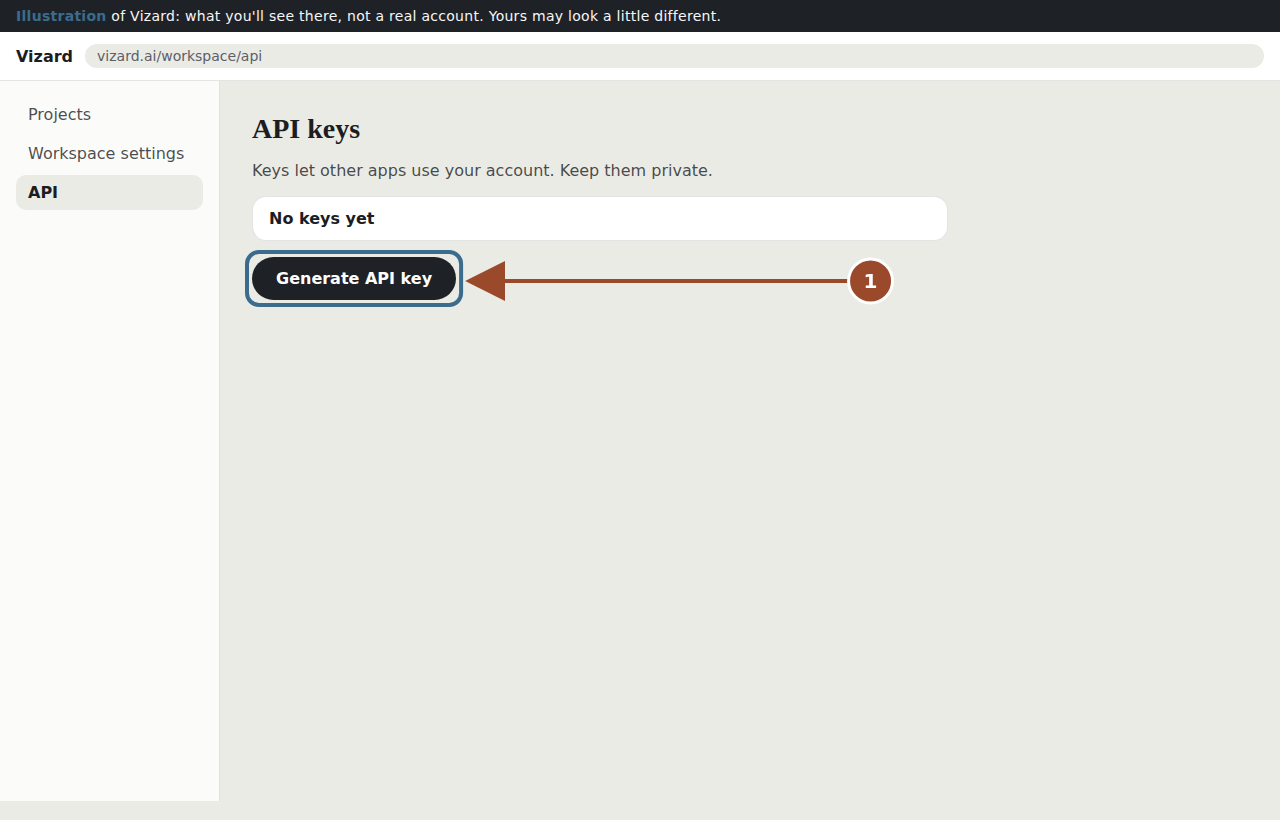 Illustration of Vizard: what you'll see there, not a real account. Yours may look a little different.
Vizard
vizard.ai/workspace/api
Projects
Workspace settings
API
API keys
Keys let other apps use your account. Keep them private.
No keys yet
Generate API key
1